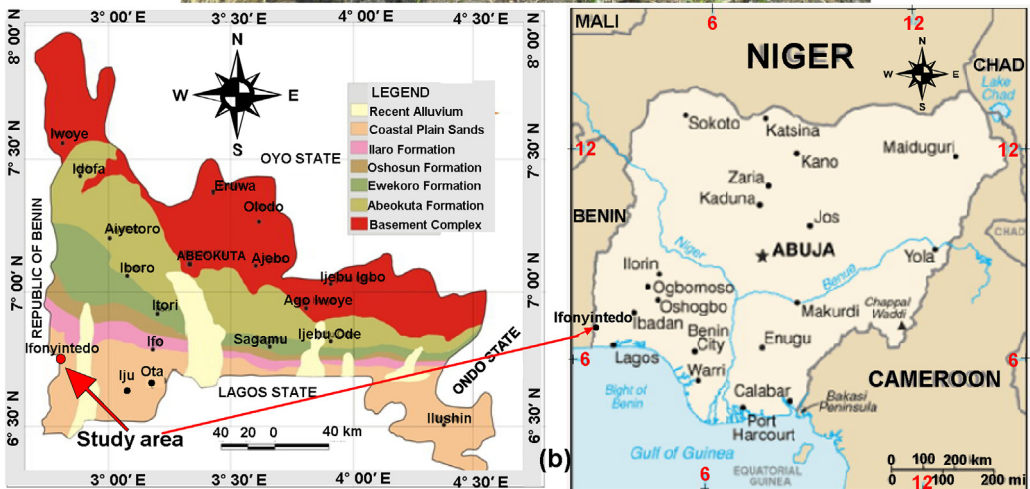 3° 00′ E
3° 30′ E
4° 00′ E
8° 00′ N
8° 00′ N
7° 30′ N
7° 30′ N
7° 00′ N
7° 00′ N
6° 30′ N
6° 30′ N
N
W
E
S
LEGEND
Recent Alluvium
Coastal Plain Sands
Ilaro Formation
Oshosun Formation
Ewekoro Formation
Abeokuta Formation
Basement Complex
Iwoye
Idofa
OYO STATE
Eruwa
Olodo
Aiyetoro
ABEOKUTA
Ajebo
Iboro
Ijebu Igbo
Ago Iwoye
Itori
REPUBLIC OF BENIN
Ifonyintedo
Ifo
Sagamu
Ijebu Ode
ONDO STATE
Iju
Ota
LAGOS STATE
Study area
Ilushin
40 20 0 40 km
3° 00′ E
3° 30′ E
4° 00′ E
(b)
MALI
6
12
NIGER
N
W
E
S
CHAD
Lake
Chad
Sokoto
Katsina
12
12
Kano
Maiduguri
Zaria
Kaduna
BENIN
Jos
CHAD
Niger
ABUJA
Yola
Ilorin
Benue
Ogbomoso
Oshogbo
Makurdi
Chappal
Waddi
Ifonyintedo
Ibadan
Benin
City
Enugu
6
6
Lagos
Warri
CAMEROON
Bight of
Benin
Calabar
Bakasi
Peninsula
Port
Harcourt
Gulf of Guinea
EQUATORIAL
GUINEA
6
0 100 200 km
0 100 200 mi
12